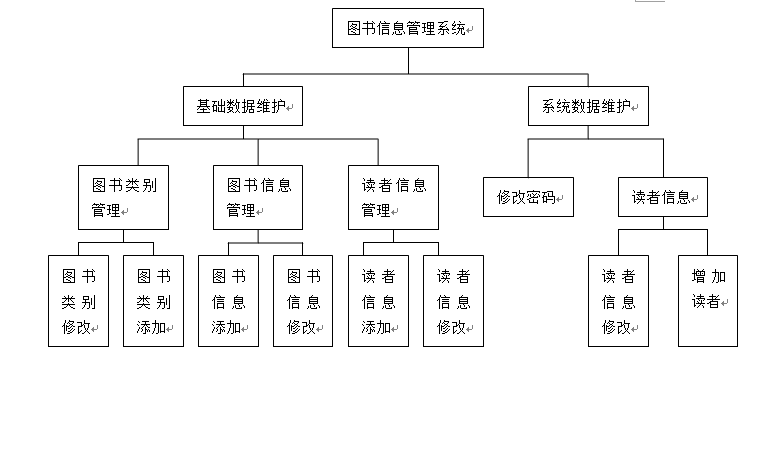 图书信息管理系统
基础数据维护
系统数据维护
图书类别
管理
图书信息
管理
读者信息
管理
修改密码
读者信息
图书
类别
修改
图书
类别
添加
图书
信息
添加
图书
信息
修改
读者
信息
添加
读者
信息
修改
读者
信息
修改
增加
读者